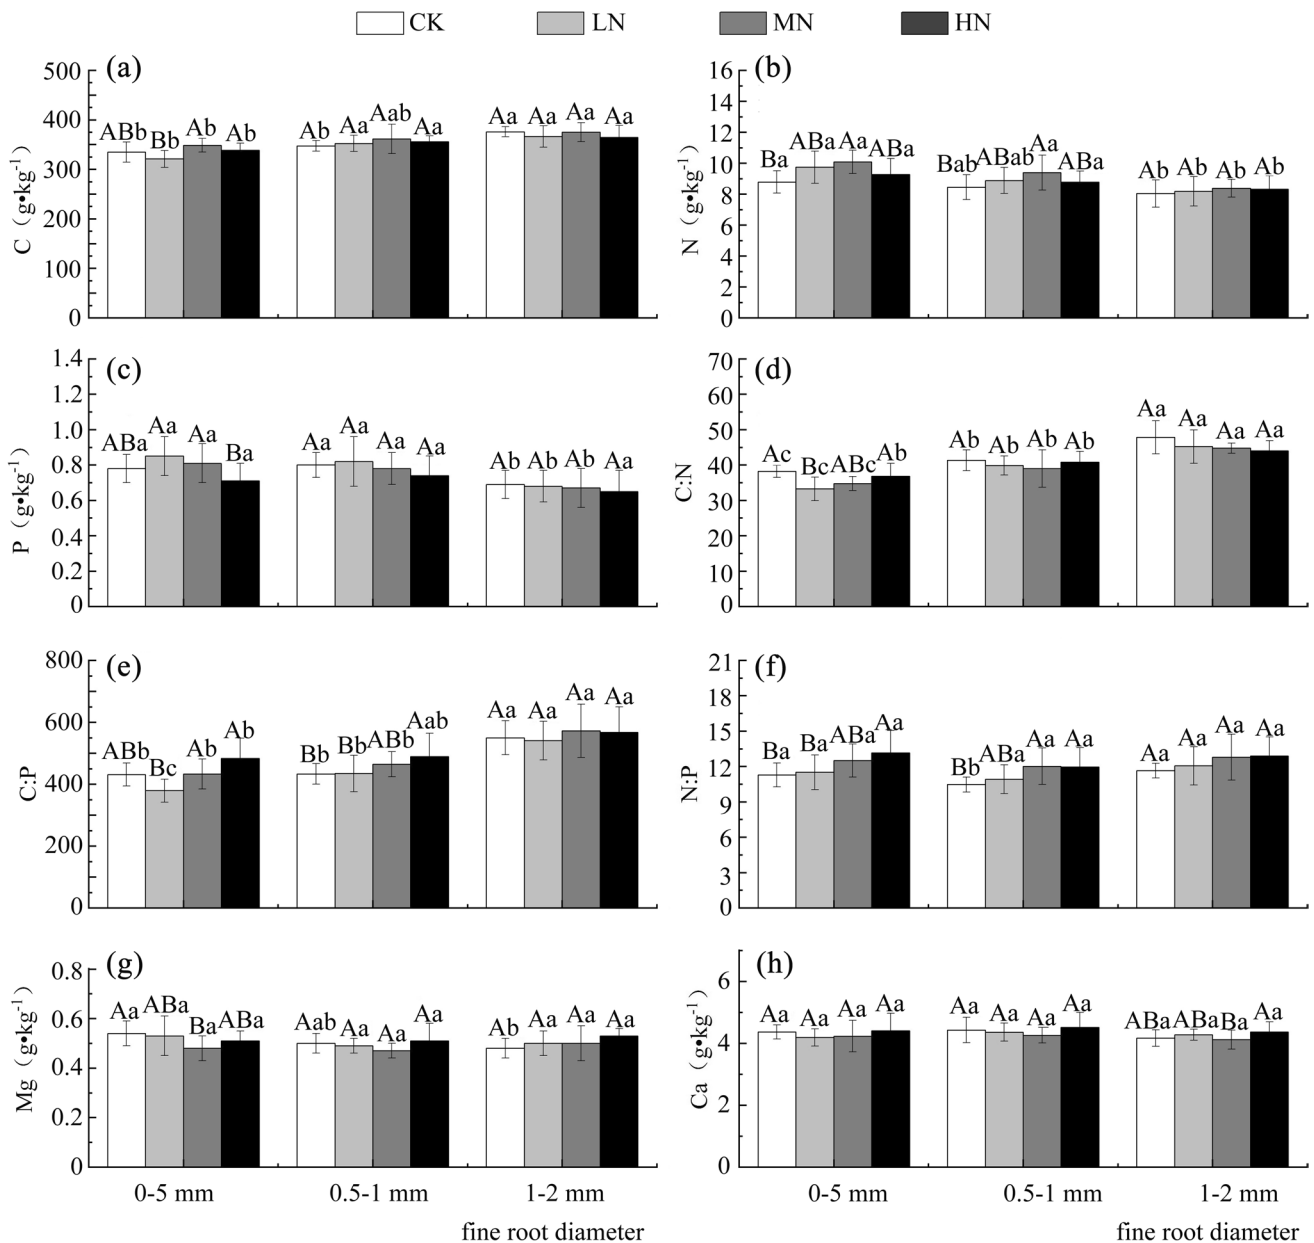 CK LN MN HN
(a)
C（g•kg-1）
500
400
300
200
100
0
ABb Bb Ab Ab Ab Aa Aab Aa Aa Aa Aa Aa
(b)
N（g•kg-1）
16
14
12
10
8
6
4
2
0
Ba ABa Aa ABa Bab ABab Aa ABa Ab Ab Ab Ab
(c)
P（g•kg-1）
1.4
1.2
1.0
0.8
0.6
0.4
0.2
0
ABa Aa Aa Ba Aa Aa Aa Aa Ab Ab Ab Aa
(d)
C:N
70
60
50
40
30
20
10
0
Ac Bc ABc Ab Ab Ab Ab Ab Aa Aa Aa Aa
(e)
C:P
800
600
400
200
0
ABb Bc Ab Ab Bb Bb ABb Aab Aa Aa Aa Aa
(f)
N:P
21
18
15
12
9
6
3
0
Ba Ba ABa Aa Bb ABa Aa Aa Aa Aa Aa Aa
(g)
Mg（g•kg-1）
0.8
0.6
0.4
0.2
0
Aa ABa Ba ABa Aab Aa Aa Aa Ab Aa Aa Aa
0-5 mm 0.5-1 mm 1-2 mm
fine root diameter
(h)
Ca（g•kg-1）
6
4
2
0
Aa Aa Aa Aa Aa Aa Aa Aa ABa ABa Ba Aa
0-5 mm 0.5-1 mm 1-2 mm
fine root diameter